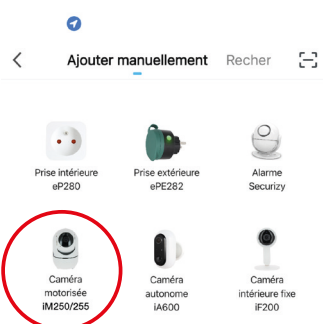 Ajouter manuellement Recher
Prise intérieure
eP280
Prise extérieure
ePE282
Alarme
Securizy
Caméra
motorisée
iM250/255
Caméra
autonome
iA600
Caméra
intérieure fixe
iF200